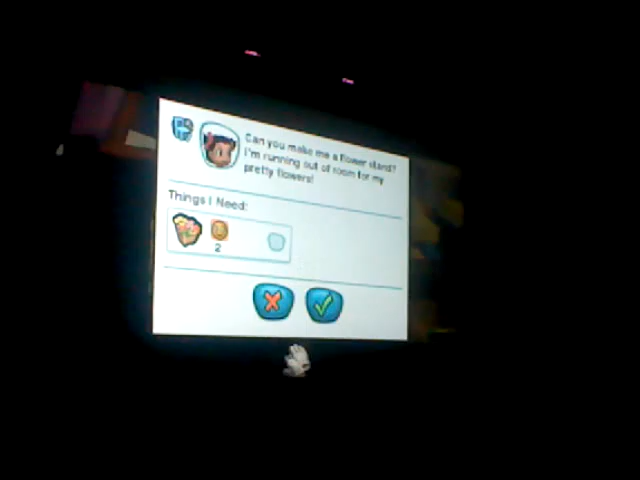 Can you make me a flower stand?
I'm running out of room for my
pretty flowers!
Things I Need:
2